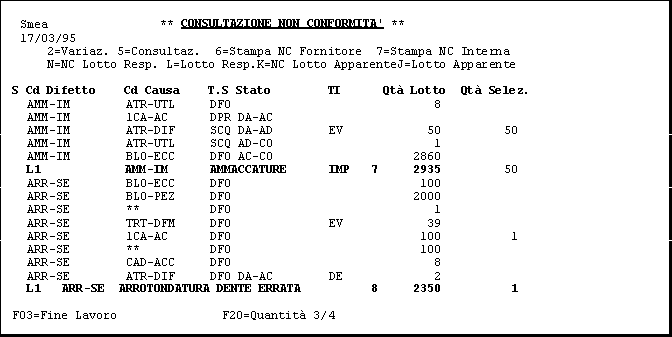 Smea ** CONSULTAZIONE NON CONFORMITA' **
17/03/95
2=Variaz. 5=Consultaz. 6=Stampa NC Fornitore 7=Stampa NC Interna
N=NC Lotto Resp. L=Lotto Resp.K=NC Lotto ApparenteJ=Lotto Apparente
S Cd Difetto Cd Causa T.S Stato TI Qtà Lotto Qtà Selez.
AMM-IM ATR-UTL DFO 8
AMM-IM 1CA-AC DPR DA-AC
AMM-IM ATR-DIF SCQ DA-AD EV 50 50
AMM-IM ATR-UTL SCQ AD-CO 1
AMM-IM BLO-ECC DFO AC-CO 2860
L1 AMM-IM AMMACCATURE IMP 7 2935 50
ARR-SE BLO-ECC DFO 100
ARR-SE BLO-PEZ DFO 2000
ARR-SE ** DFO 1
ARR-SE TRT-DFM DFO EV 39
ARR-SE 1CA-AC DFO 100 1
ARR-SE ** DFO 100
ARR-SE CAD-ACC DFO 8
ARR-SE ATR-DIF DFO DA-AC DE 2
L1 ARR-SE ARROTONDATURA DENTE ERRATA 8 2350 1
F03=Fine Lavoro F20=Quantità 3/4